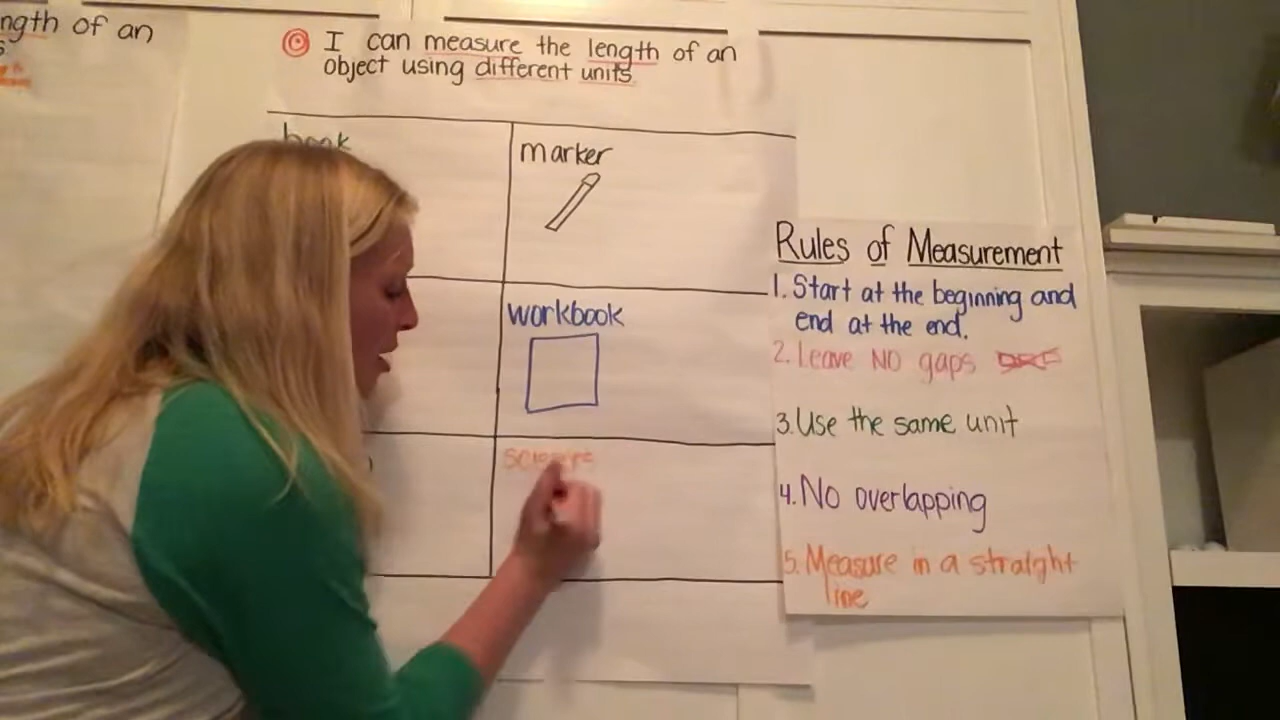 ngth of an
I can measure the length of an
object using different units
book
marker
workbook
Rules of Measurement
1. Start at the beginning and
end at the end.
2. Leave NO gaps
3. Use the same unit
4. No overlapping
5. Measure in a straight
line